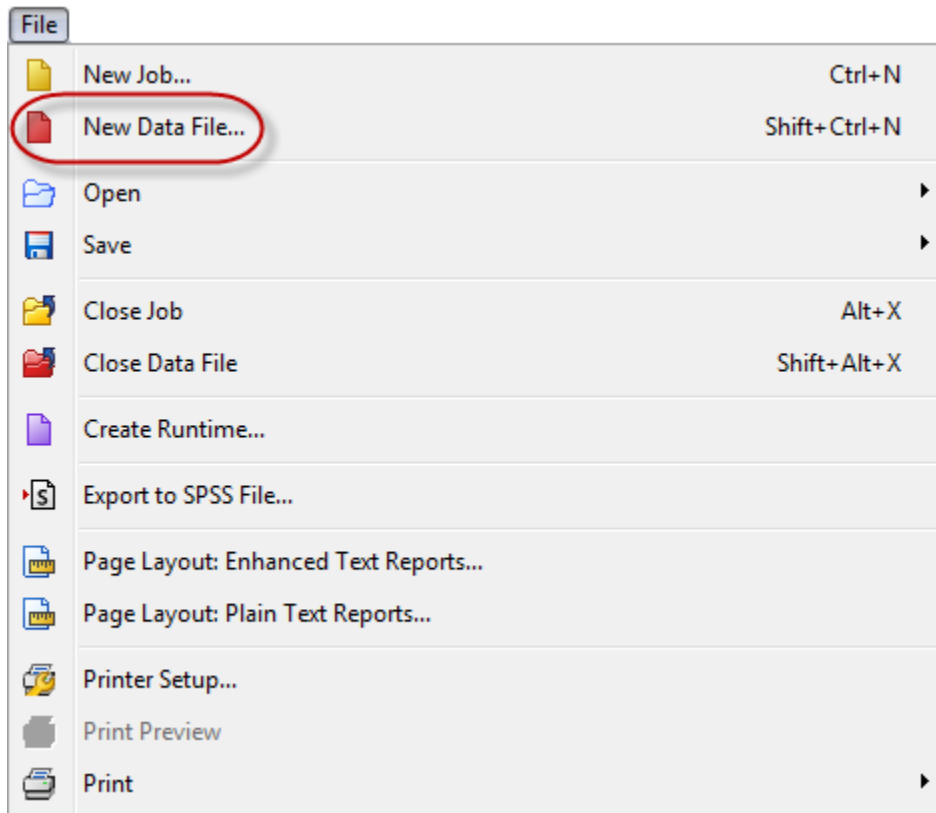 File
New Job... Ctrl+N
New Data File... Shift+Ctrl+N
Open
Save
Close Job Alt+X
Close Data File Shift+Alt+X
Create Runtime...
S Export to SPSS File...
Page Layout: Enhanced Text Reports...
Page Layout: Plain Text Reports...
Printer Setup...
Print Preview
Print